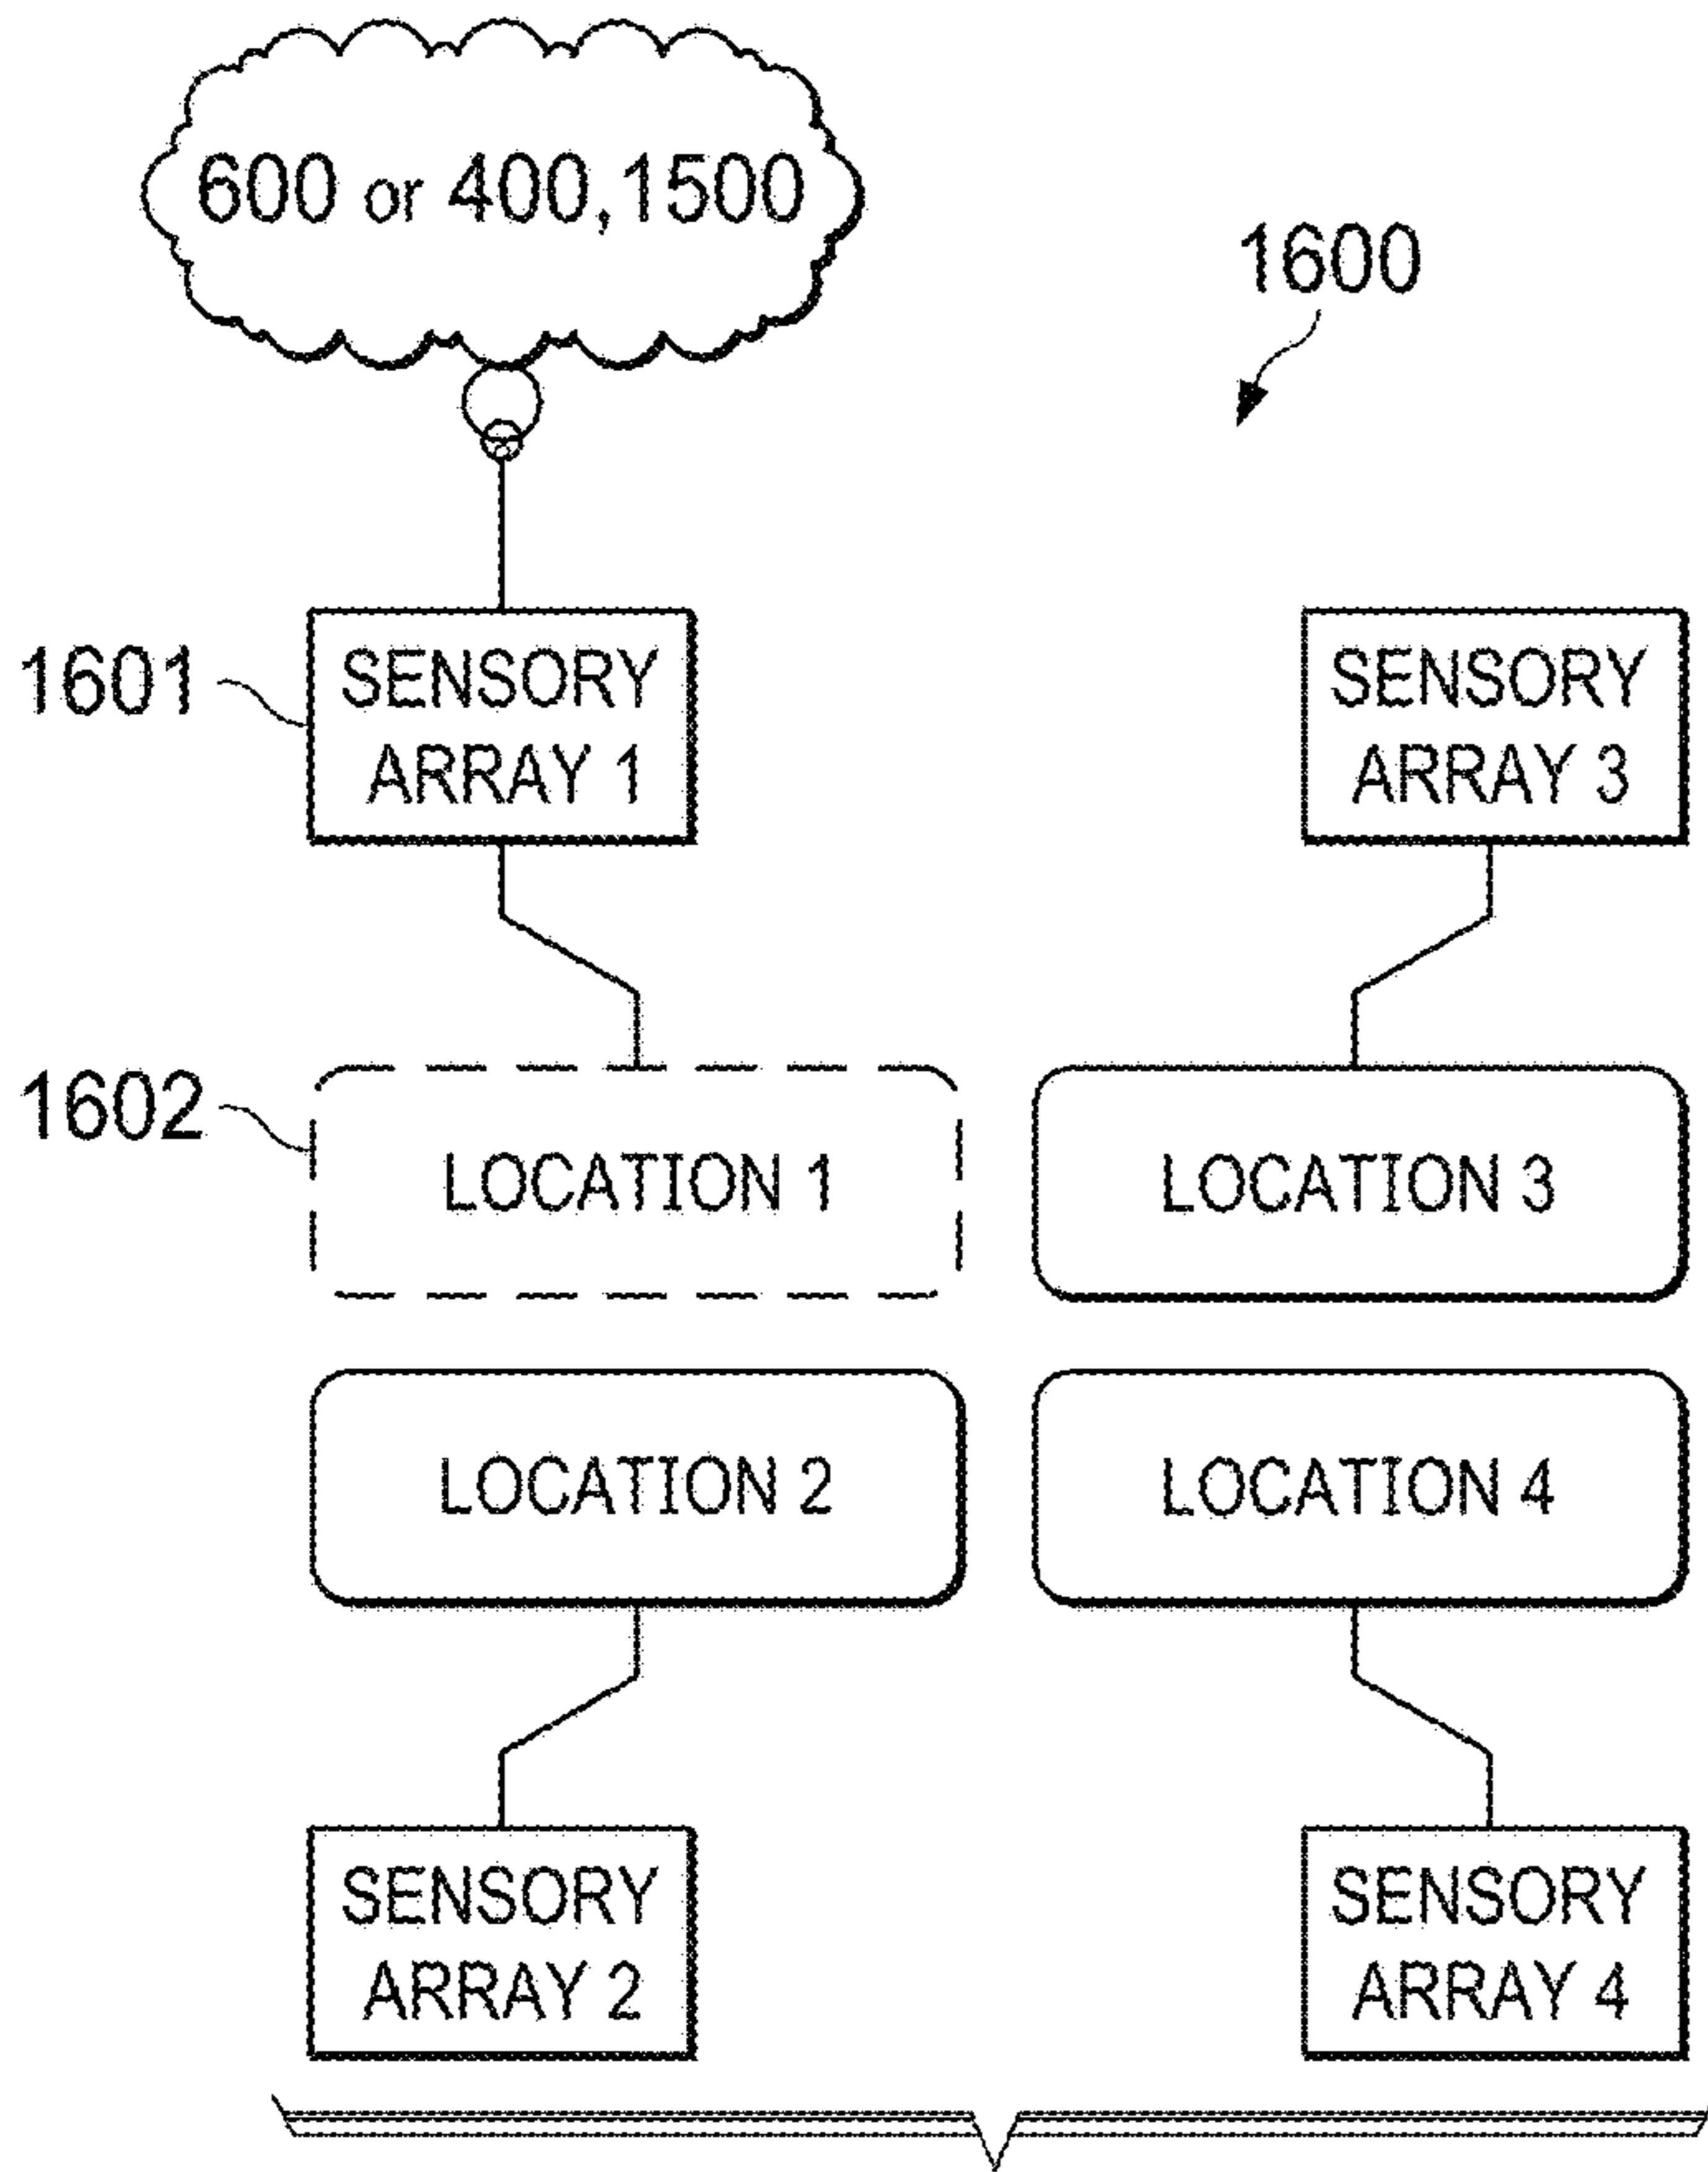 600 or 400,1500
1600
1601
SENSORY
ARRAY 1
SENSORY
ARRAY 3
1602
LOCATION 1
LOCATION 3
LOCATION 2
LOCATION 4
SENSORY
ARRAY 2
SENSORY
ARRAY 4